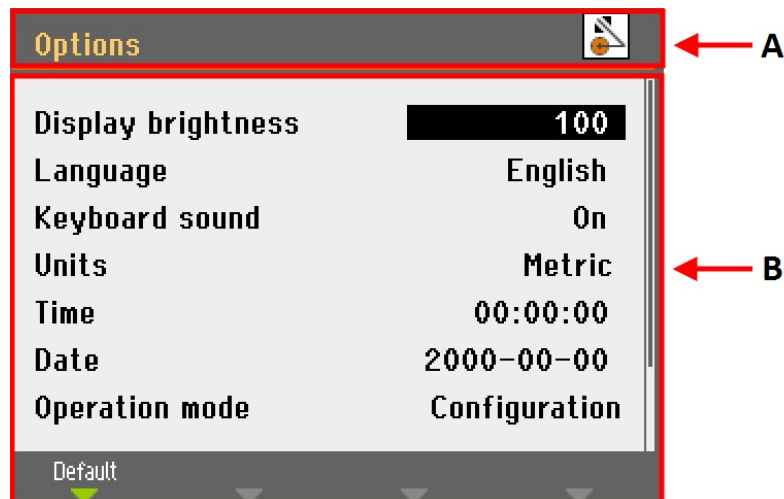 Options
A
Display brightness 100
Language English
Keyboard sound On
Units Metric
B
Time 00:00:00
Date 2000-00-00
Operation mode Configuration
Default